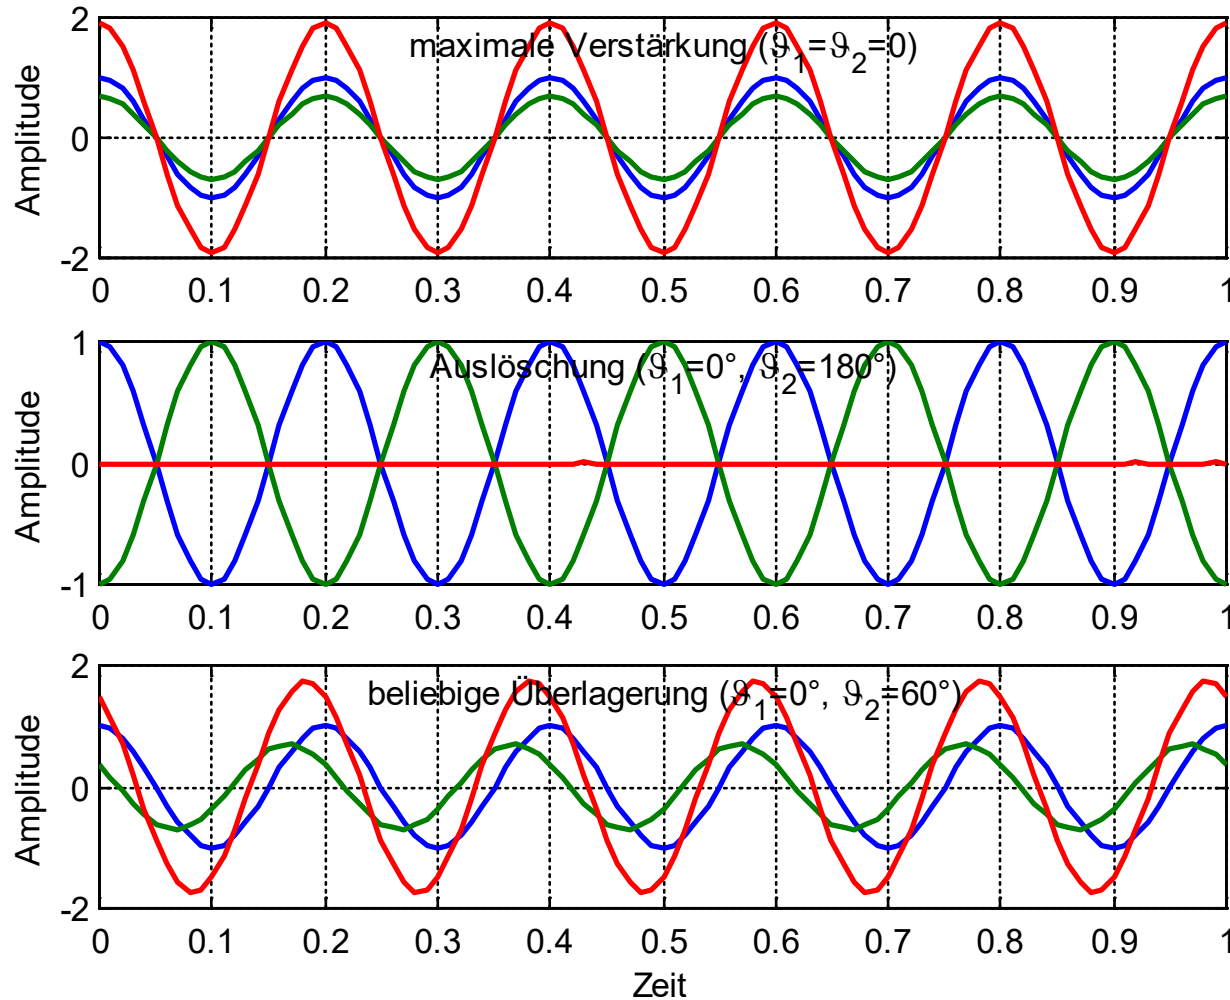 2
maximale Verstärkung (ϑ1=ϑ2=0)
0
-2
Amplitude
0 0.1 0.2 0.3 0.4 0.5 0.6 0.7 0.8 0.9 1
1
Auslöschung (ϑ1=0°, ϑ2=180°)
0
-1
Amplitude
0 0.1 0.2 0.3 0.4 0.5 0.6 0.7 0.8 0.9 1
2
beliebige Überlagerung (ϑ1=0°, ϑ2=60°)
0
-2
Amplitude
0 0.1 0.2 0.3 0.4 0.5 0.6 0.7 0.8 0.9 1
Zeit